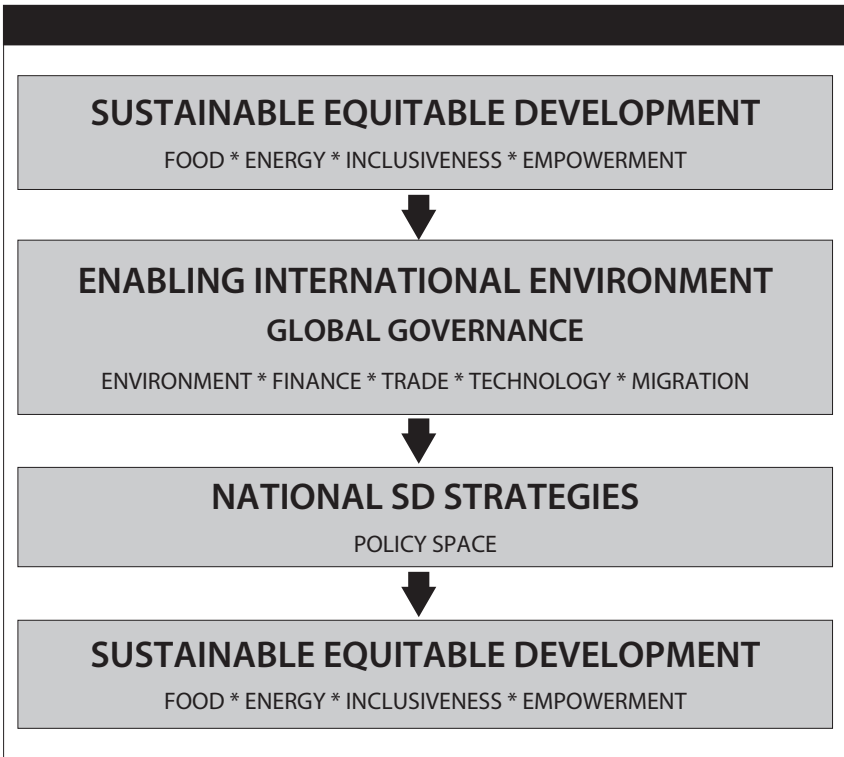 SUSTAINABLE EQUITABLE DEVELOPMENT
FOOD * ENERGY * INCLUSIVENESS * EMPOWERMENT
ENABLING INTERNATIONAL ENVIRONMENT
GLOBAL GOVERNANCE
ENVIRONMENT * FINANCE * TRADE * TECHNOLOGY * MIGRATION
NATIONAL SD STRATEGIES
POLICY SPACE
SUSTAINABLE EQUITABLE DEVELOPMENT
FOOD * ENERGY * INCLUSIVENESS * EMPOWERMENT